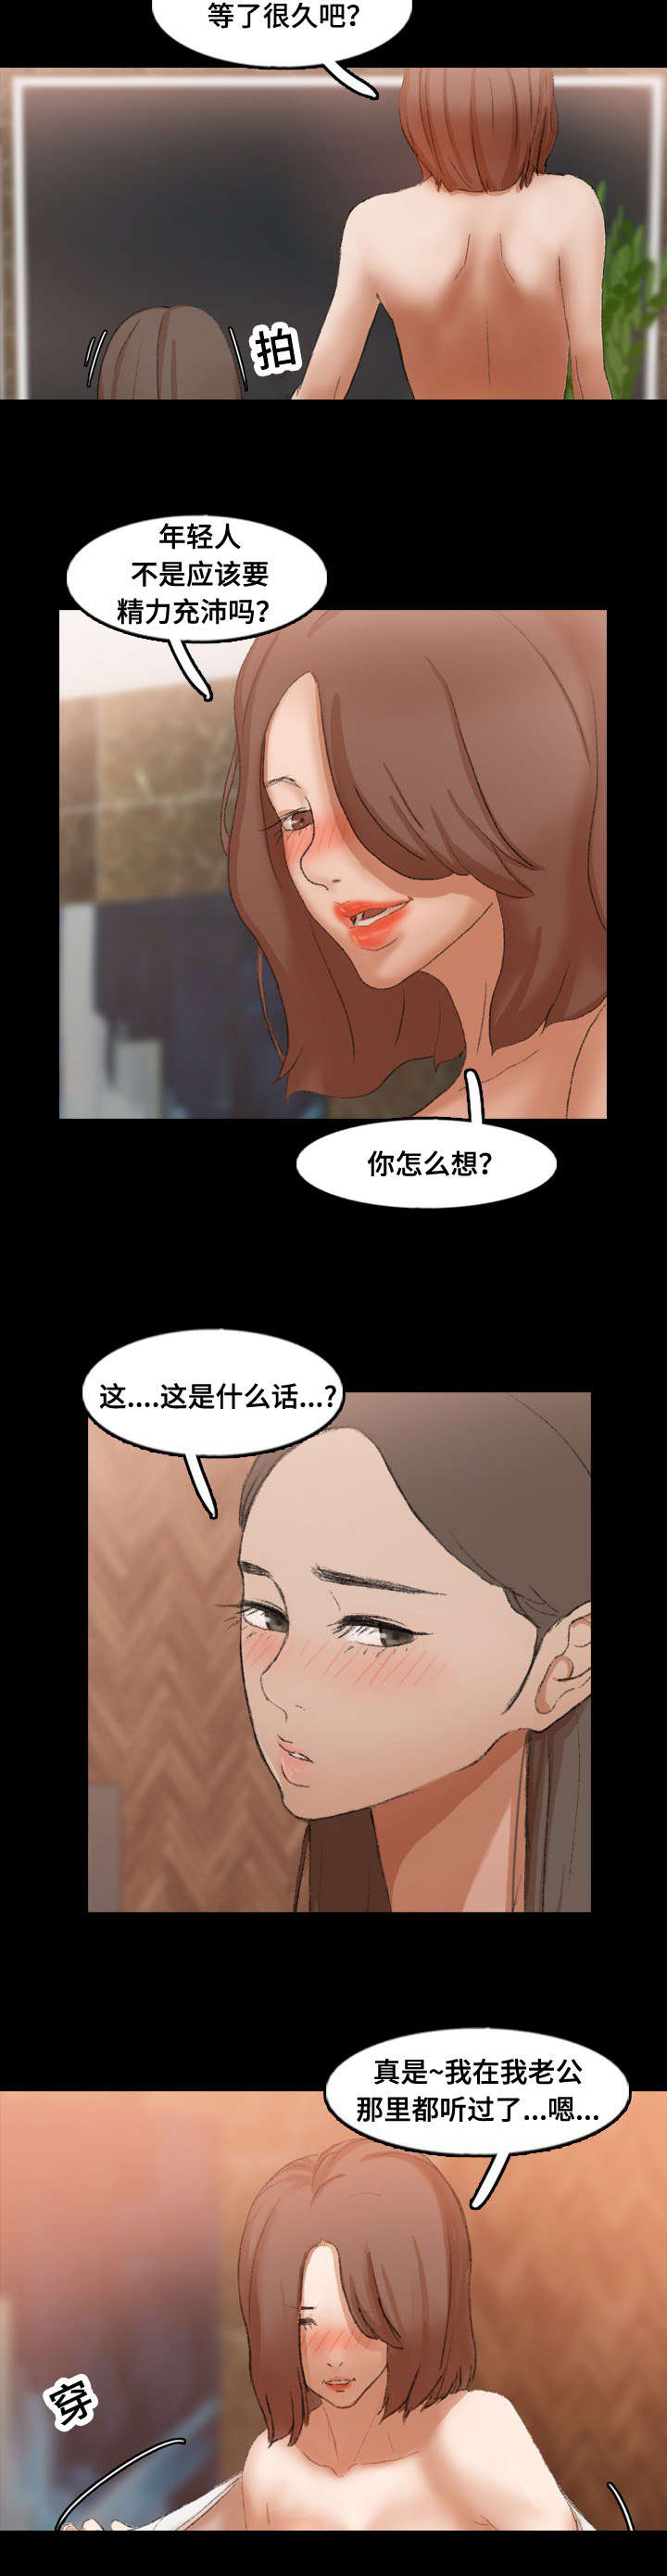 等了很久吧？
拍
年轻人
不是应该要
精力充沛吗？
你怎么想？
这....这是什么话...?
真是~我在我老公
那里都听过了...嗯...
穿